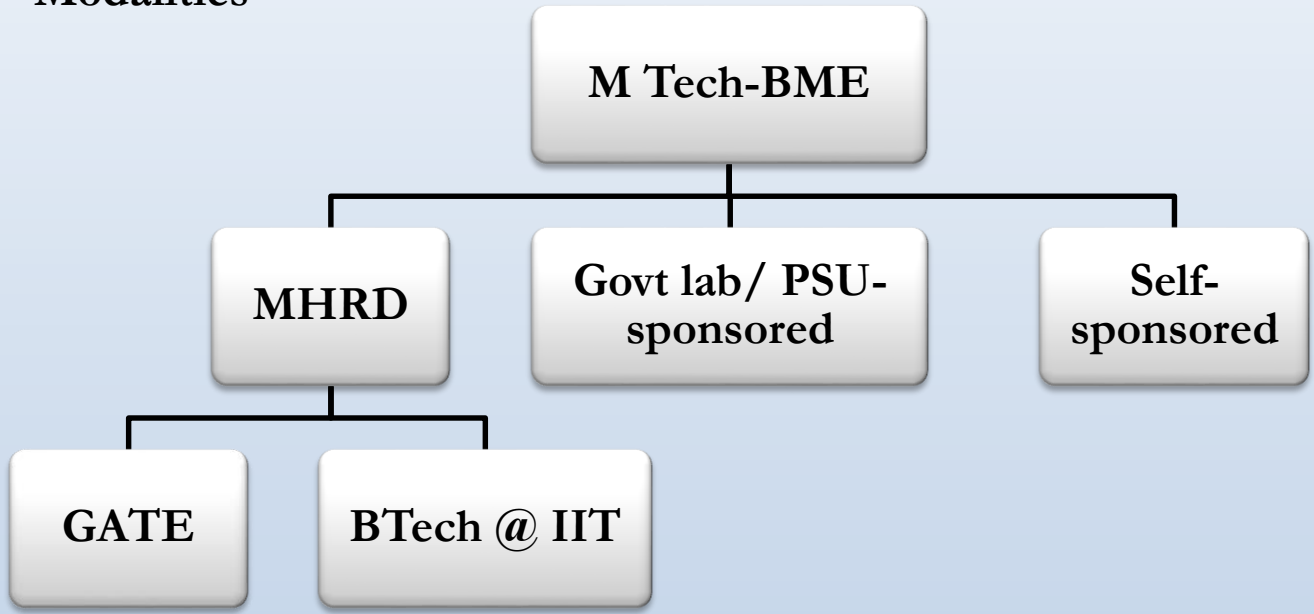 Modalities
M Tech-BME
MHRD
Govt lab/ PSU-
sponsored
Self-
sponsored
GATE
BTech @ IIT